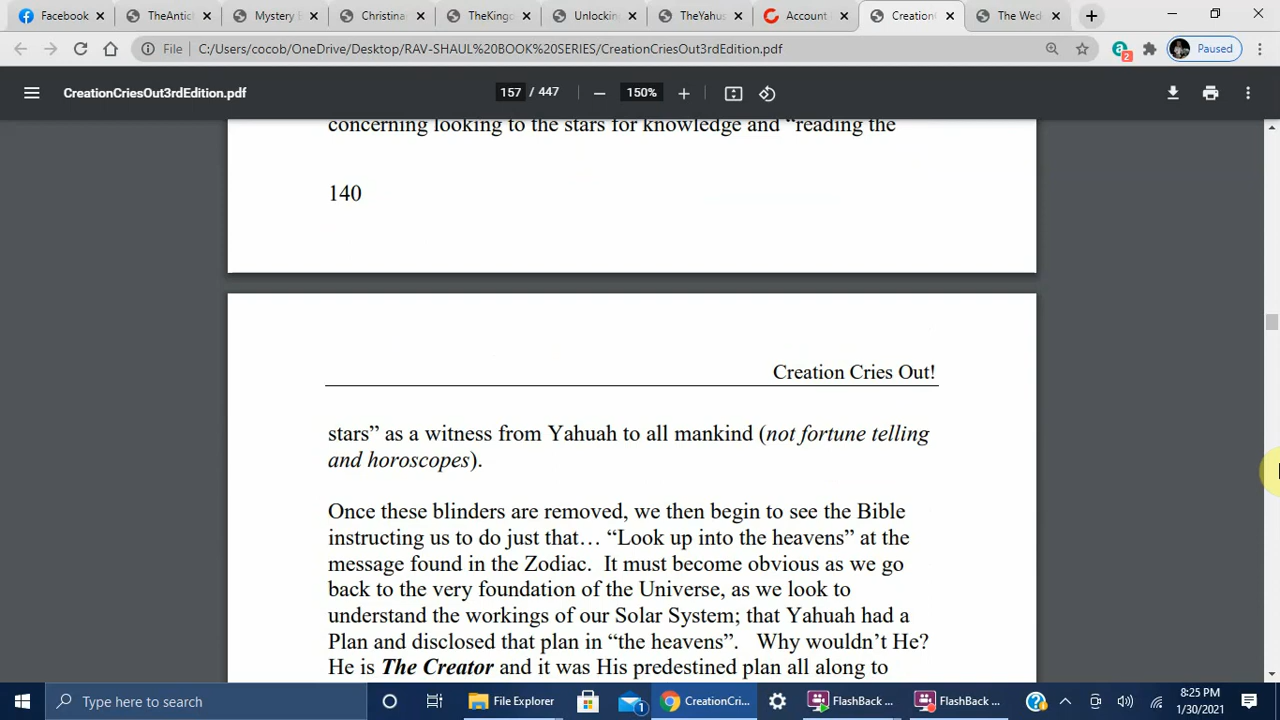 Facebook
TheAntic
Mystery
Christina
TheKing
Unlockin
TheYahus
Account
Creation
The Wed
File
C:/Users/cocob/OneDrive/Desktop/RAV-SHAUL%20BOOK%20SERIES/CreationCriesOut3rdEdition.pdf
2
Paused
CreationCriesOut3rdEdition.pdf
157 / 447
150%
concerning looking to the stars for knowledge and “reading the
140
Creation Cries Out!
stars” as a witness from Yahuah to all mankind (not fortune telling
and horoscopes).
Once these blinders are removed, we then begin to see the Bible
instructing us to do just that… “Look up into the heavens” at the
message found in the Zodiac. It must become obvious as we go
back to the very foundation of the Universe, as we look to
understand the workings of our Solar System; that Yahuah had a
Plan and disclosed that plan in “the heavens”. Why wouldn’t He?
He is The Creator and it was His predestined plan all along to
Type here to search
File Explorer
1
CreationCri...
FlashBack ...
FlashBack ...
8:25 PM
1/30/2021